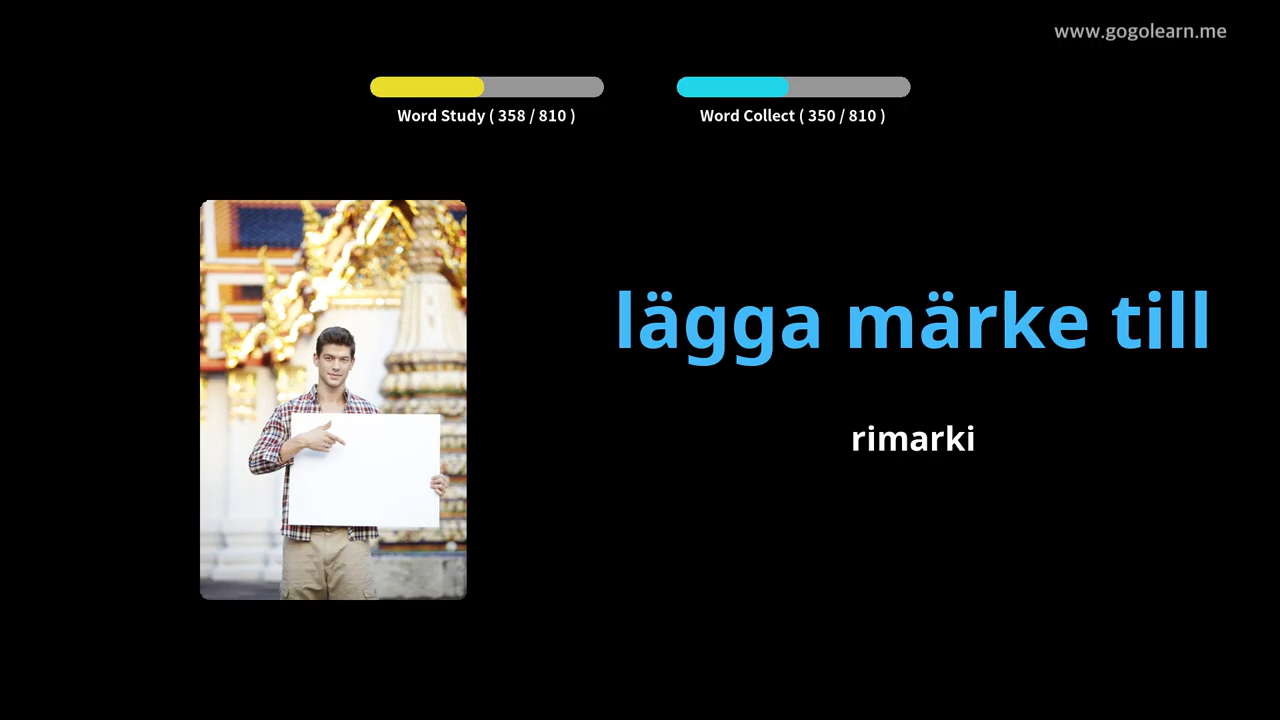 www.gogolearn.me
Word Study ( 358 / 810 )
Word Collect ( 350 / 810 )
lägga märke till
rimarki